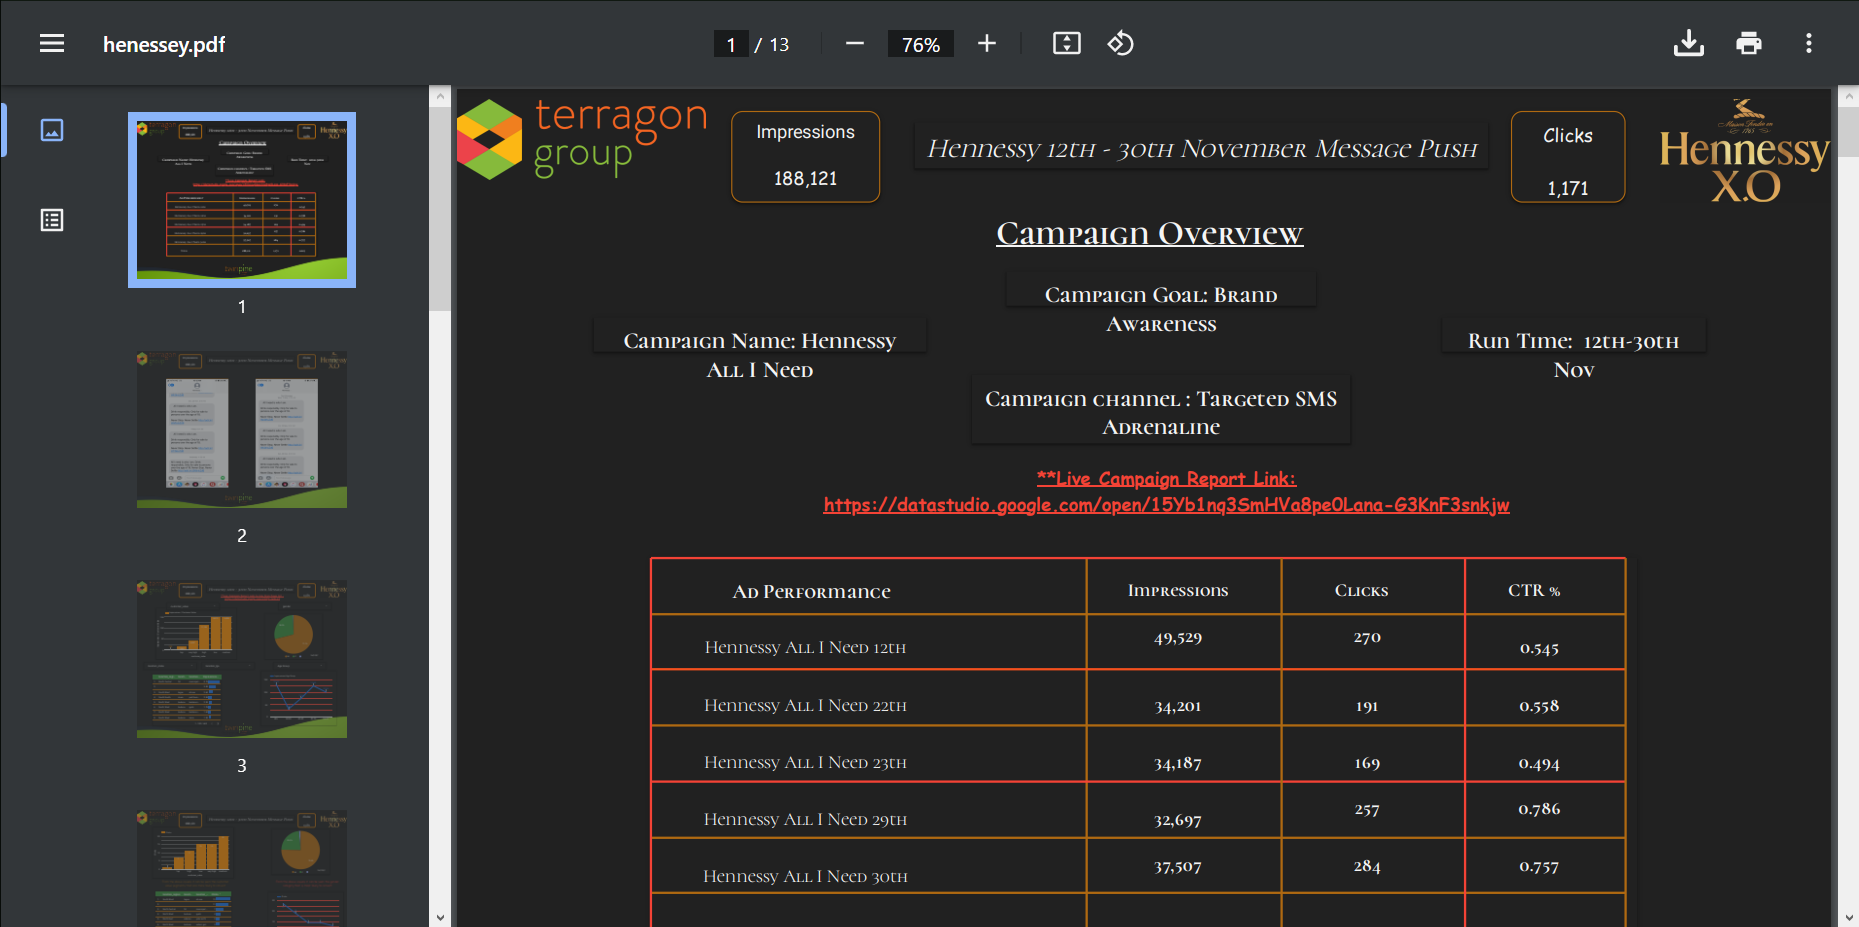 henessey.pdf
1 / 13
76%
1
2
3
terragon
group
Impressions
188,121
Hennessy 12th - 30th November Message Push
Clicks
1,171
Hennessy
X.O
Campaign Overview
Campaign Goal: Brand
Awareness
Campaign Name: Hennessy
All I Need
Run Time: 12th-30th
Nov
Campaign channel : Targeted SMS
Adrenaline
**Live Campaign Report Link:
https://datastudio.google.com/open/15Yb1nq3SmHVa8pe0Lana-G3KnF3snkjw
Ad Performance Impressions Clicks CTR %
Hennessy All I Need 12th 49,529 270 0.545
Hennessy All I Need 22th 34,201 191 0.558
Hennessy All I Need 23th 34,187 169 0.494
Hennessy All I Need 29th 32,697 257 0.786
Hennessy All I Need 30th 37,507 284 0.757